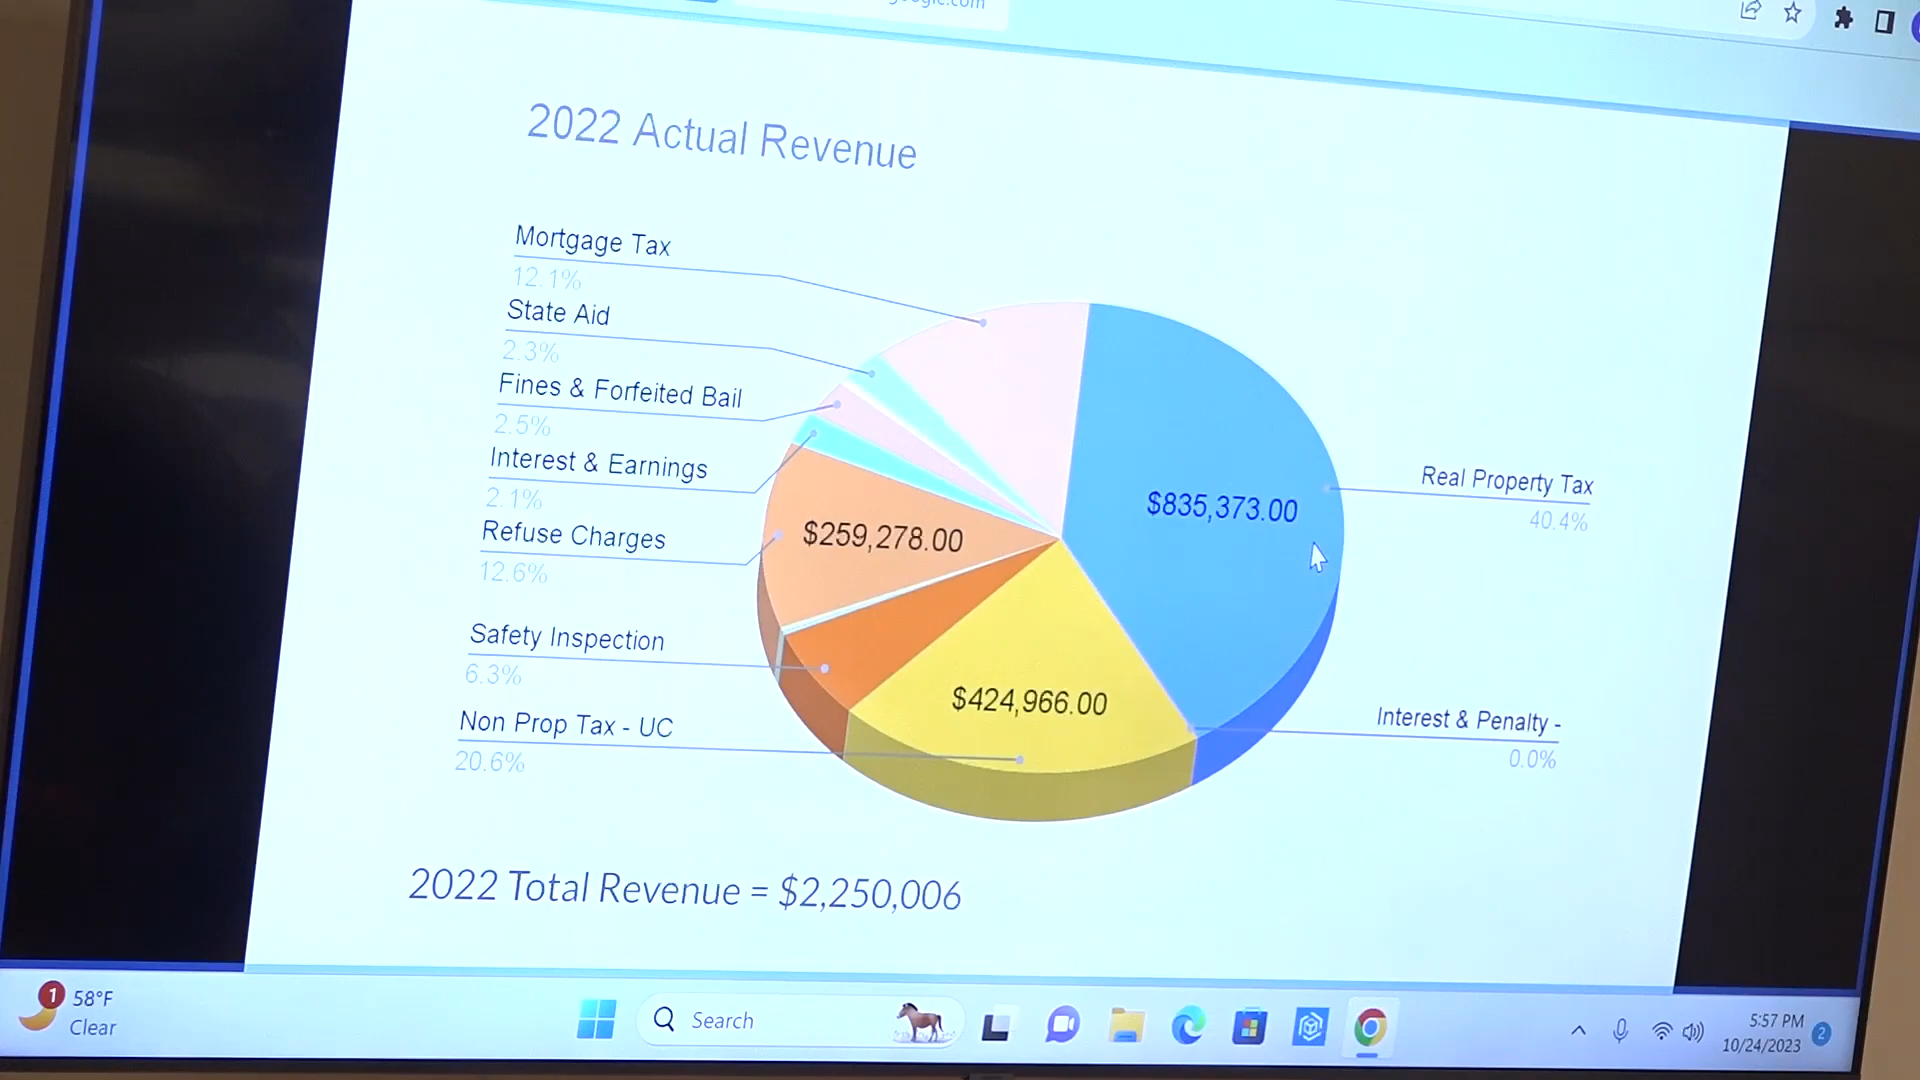 2022 Actual Revenue
Mortgage Tax
12.1%
State Aid
2.3%
Fines & Forfeited Bail
2.5%
Interest & Earnings
2.1%
Refuse Charges
12.6%
Safety Inspection
6.3%
Non Prop Tax - UC
20.6%
$835,373.00
$259,278.00
$424,966.00
Real Property Tax
40.4%
Interest & Penalty -
0.0%
2022 Total Revenue = $2,250,006
1
58°F
Clear
Search
5:57 PM
10/24/2023
2